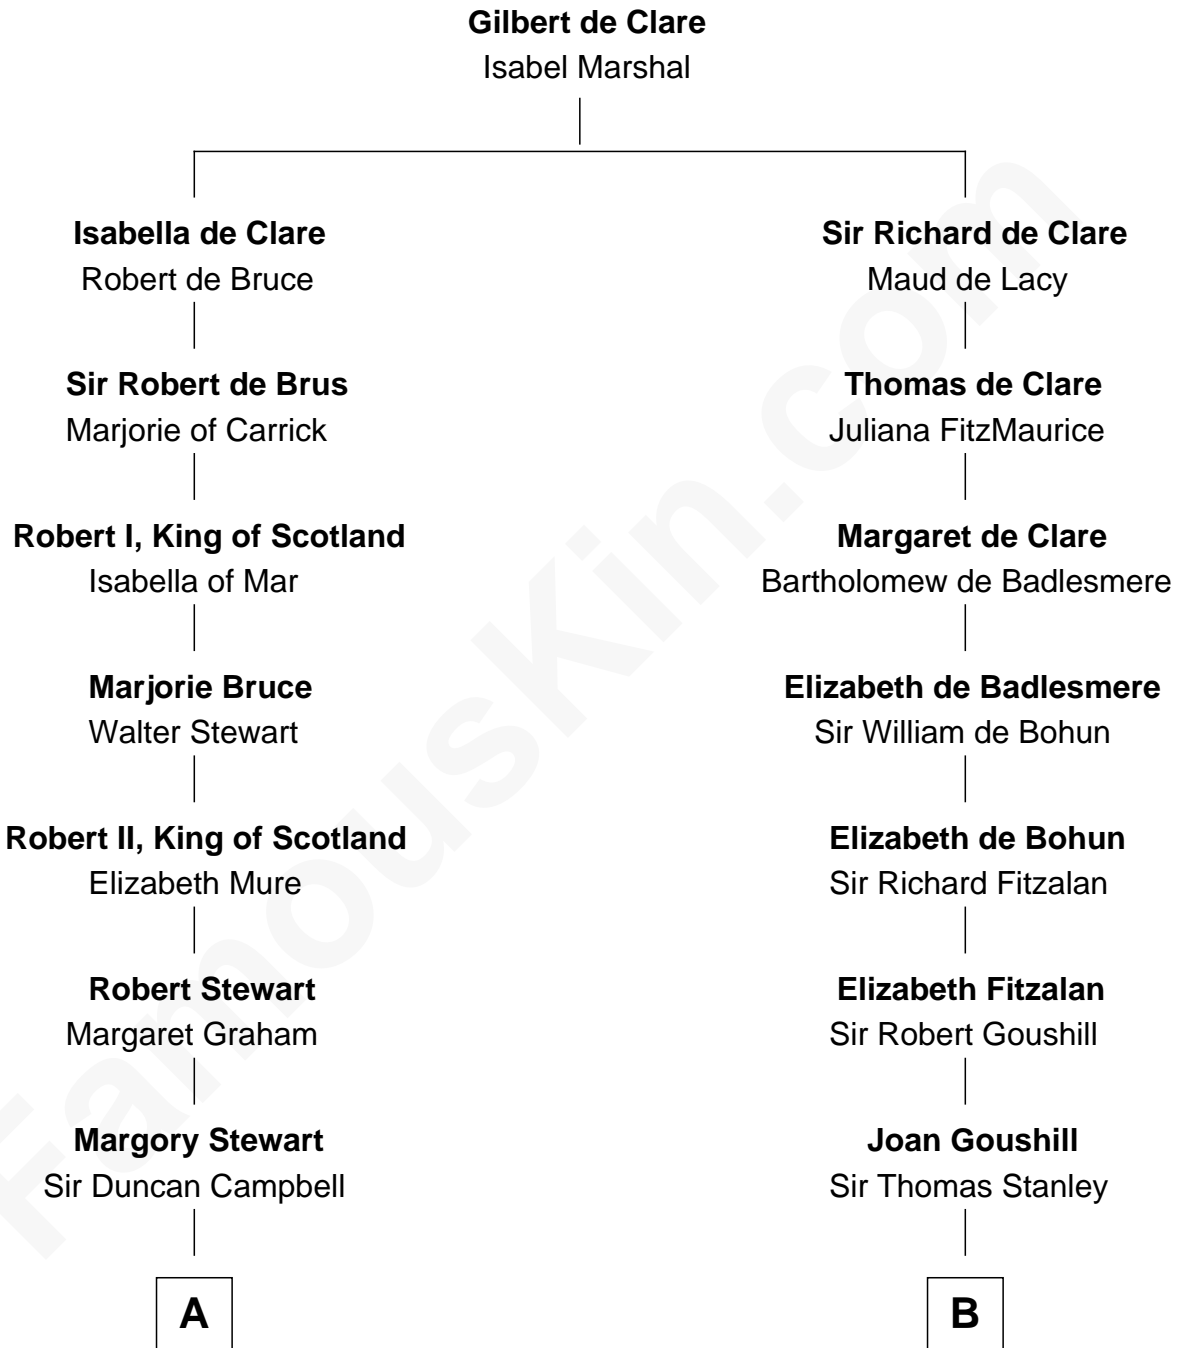 Gilbert de Clare
Isabel Marshal
Isabella de Clare
Robert de Bruce
Sir Richard de Clare
Maud de Lacy
Sir Robert de Brus
Marjorie of Carrick
Thomas de Clare
Juliana FitzMaurice
Robert I, King of Scotland
Isabella of Mar
Margaret de Clare
Bartholomew de Badlesmere
Marjorie Bruce
Walter Stewart
Elizabeth de Badlesmere
Sir William de Bohun
Robert II, King of Scotland
Elizabeth Mure
Elizabeth de Bohun
Sir Richard Fitzalan
Robert Stewart
Margaret Graham
Elizabeth Fitzalan
Sir Robert Goushill
Margory Stewart
Sir Duncan Campbell
Joan Goushill
Sir Thomas Stanley
A
B
FamousKin.com